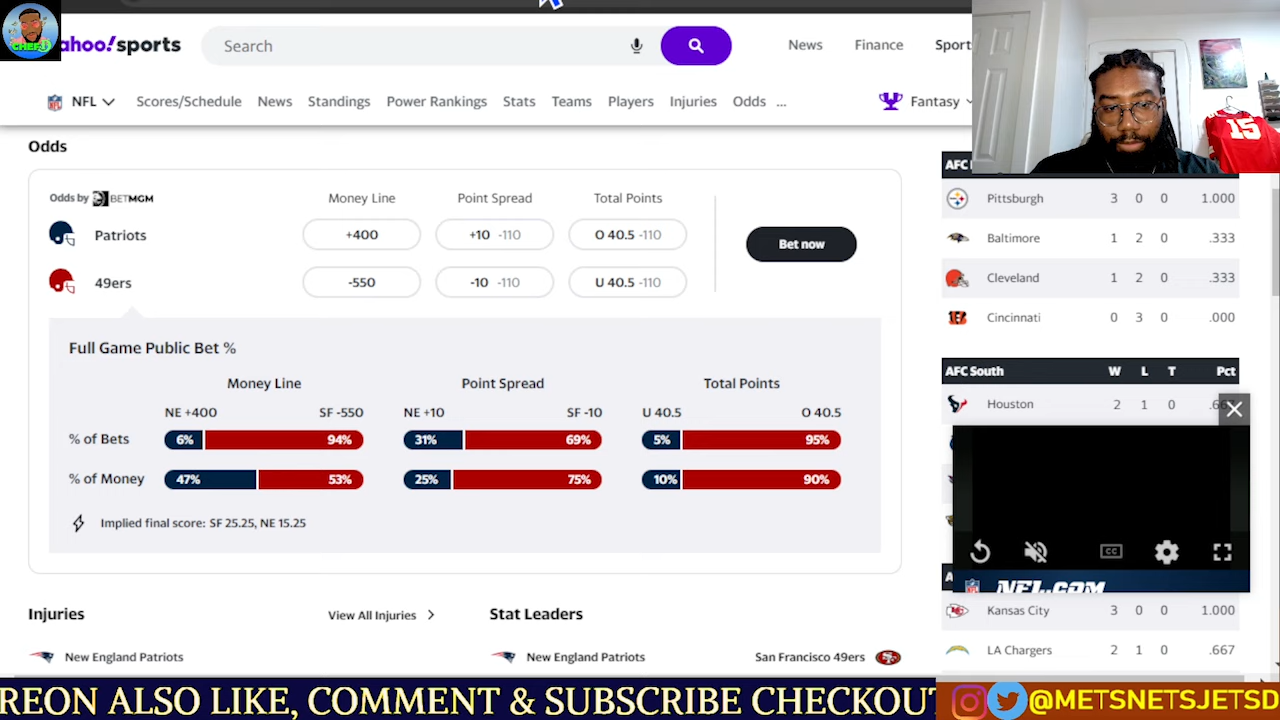 CHEF
ahoo!sports
Search
News
Finance
Sport
NFL
Scores/Schedule
News
Standings
Power Rankings
Stats
Teams
Players
Injuries
Odds
...
Fantasy
15
Odds
Odds by BETMGM
Money Line
Point Spread
Total Points
Patriots
+400
+10 -110
O 40.5 -110
49ers
-550
-10 -110
U 40.5 -110
Bet now
Full Game Public Bet %
Money Line
Point Spread
Total Points
NE +400
SF -550
NE +10
SF -10
U 40.5
O 40.5
% of Bets
6%
94%
31%
69%
5%
95%
% of Money
47%
53%
25%
75%
10%
90%
Implied final score: SF 25.25, NE 15.25
Injuries
View All Injuries
Stat Leaders
New England Patriots
New England Patriots
San Francisco 49ers
AFC
Pittsburgh 3 0 0 1.000
Baltimore 1 2 0 .333
Cleveland 1 2 0 .333
Cincinnati 0 3 0 .000
AFC South W L T Pct
Houston 2 1 0
CC
NFL.COM
Kansas City 3 0 0 1.000
LA Chargers 2 1 0 .667
REON ALSO LIKE, COMMENT & SUBSCRIBE CHECKOUT
@METSNETSJETSD